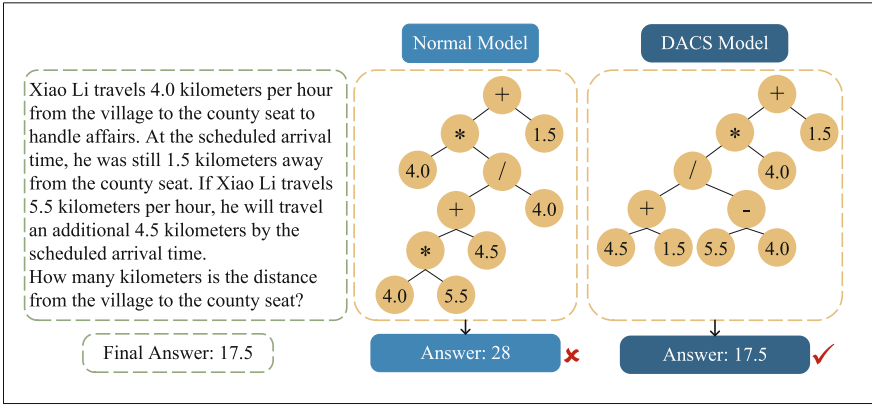 Normal Model
DACS Model
Xiao Li travels 4.0 kilometers per hour
from the village to the county seat to
handle affairs. At the scheduled arrival
time, he was still 1.5 kilometers away
from the county seat. If Xiao Li travels
5.5 kilometers per hour, he will travel
an additional 4.5 kilometers by the
scheduled arrival time.
How many kilometers is the distance
from the village to the county seat?
Final Answer: 17.5
+
* 1.5
4.0 /
+ 4.0
* 4.5
4.0 5.5
Answer: 28
+
* 1.5
/ 4.0
+ -
4.5 1.5 5.5 4.0
Answer: 17.5